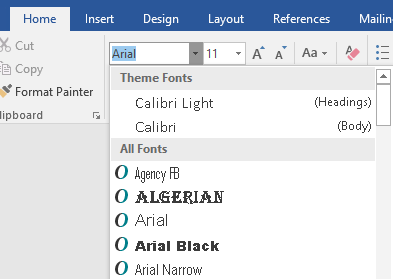 Home Insert Design Layout References Mailin
Cut
Copy
Format Painter
lipboard
Arial 11 A A Aa A
Theme Fonts
Calibri Light (Headings)
Calibri (Body)
All Fonts
O Agency FB
O ALGERIAN
O Arial
O Arial Black
O Arial Narrow